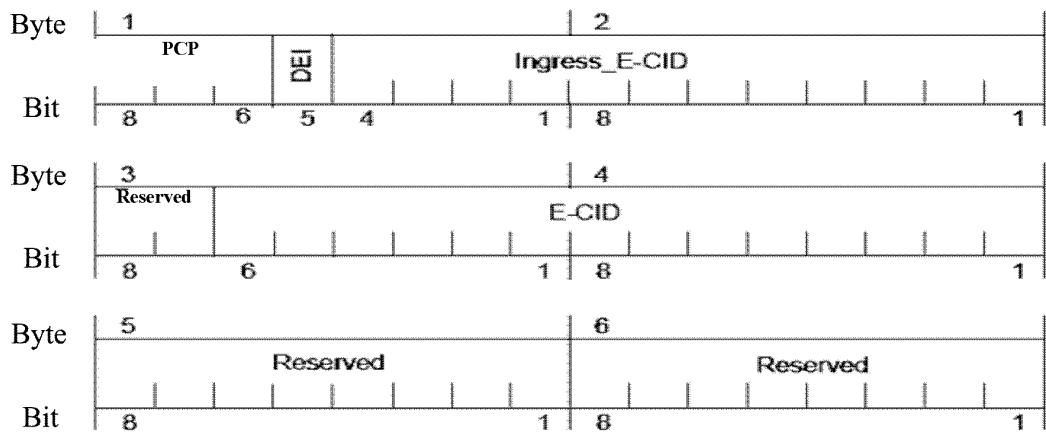 Byte 1 2
PCP DEI Ingress_E-CID
Bit 8 6 5 4 1 8 1
Byte 3 4
Reserved E-CID
Bit 8 6 1 8 1
Byte 5 6
Reserved Reserved
Bit 8 1 8 1